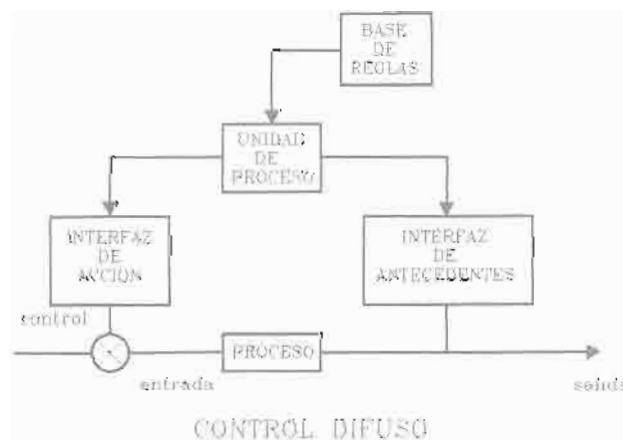 BASE
DE
REGLAS
UNIDAD
DE
PROCESO
INTERFAZ
DE
ACCION
INTERFAZ
DE
ANTECEDENTES
control
PROCESO
entrada
salida
CONTROL DIFUSO